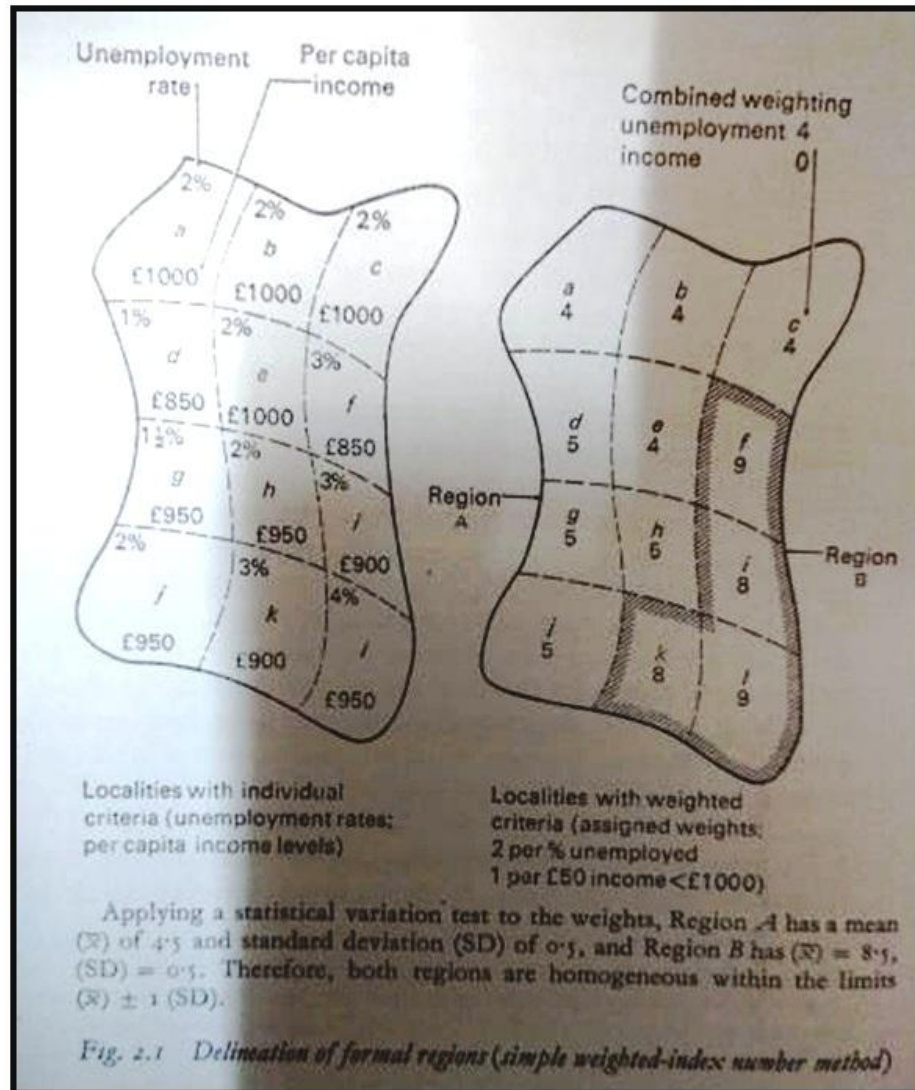 Unemployment
rate
Per capita
income
2%
a
£1000
2%
b
£1000
2%
c
£1000
1%
d
£850
2%
e
£1000
3%
f
£850
1½%
g
£950
2%
h
£950
3%
i
£900
2%
j
£950
3%
k
£900
4%
l
£950
Localities with individual
criteria (unemployment rates;
per capita income levels)
Combined weighting
unemployment 4
income 0
a
4
b
4
c
4
d
5
e
4
f
9
g
5
h
5
i
8
j
5
k
8
l
9
Region
A
Region
B
Localities with weighted
criteria (assigned weights;
2 per % unemployed
1 per £50 income<£1000)
Applying a statistical variation test to the weights, Region A has a mean
(x̄) of 4·5 and standard deviation (SD) of 0·5, and Region B has (x̄) = 8·5,
(SD) = 0·5. Therefore, both regions are homogeneous within the limits
(x̄) ± 1 (SD).
Fig. 2.1 Delineation of formal regions (simple weighted-index number method)